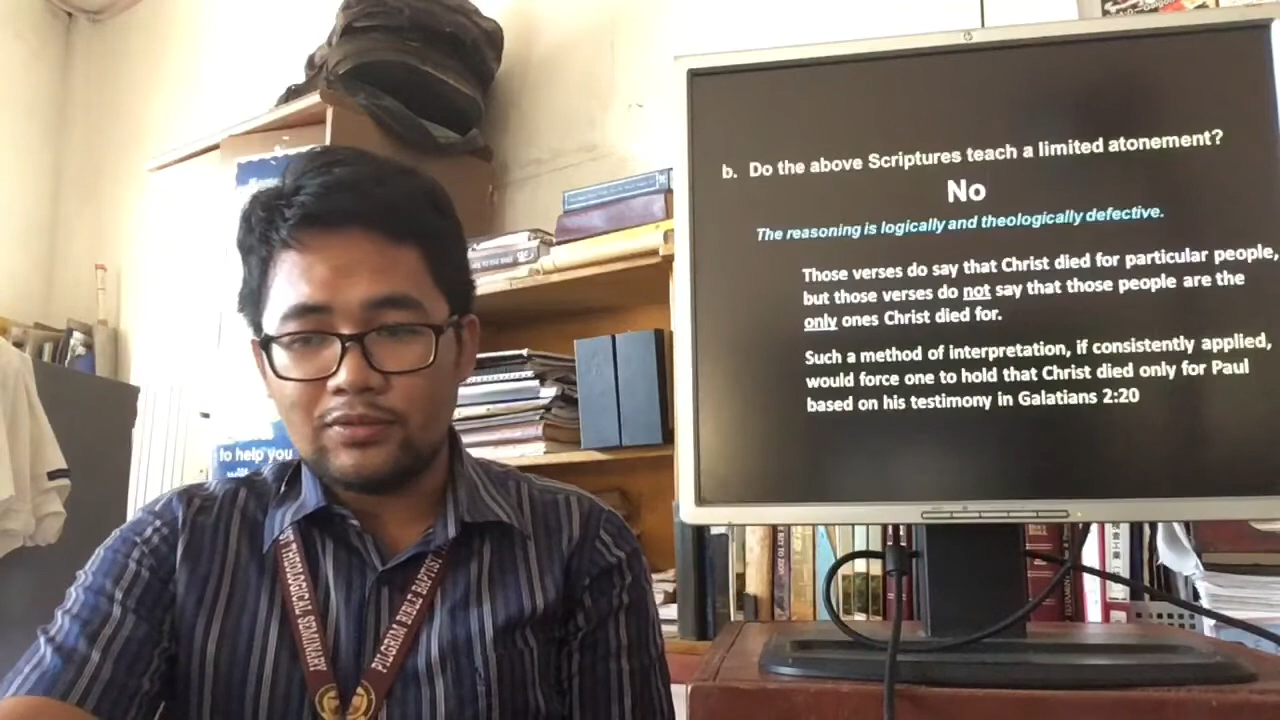 b. Do the above Scriptures teach a limited atonement?
No
The reasoning is logically and theologically defective.
Those verses do say that Christ died for particular people,
but those verses do not say that those people are the
only ones Christ died for.
Such a method of interpretation, if consistently applied,
would force one to hold that Christ died only for Paul
based on his testimony in Galatians 2:20
to help you
THEOLOGICAL SEMINARY
PILGRIM BIBLE BAPTIST